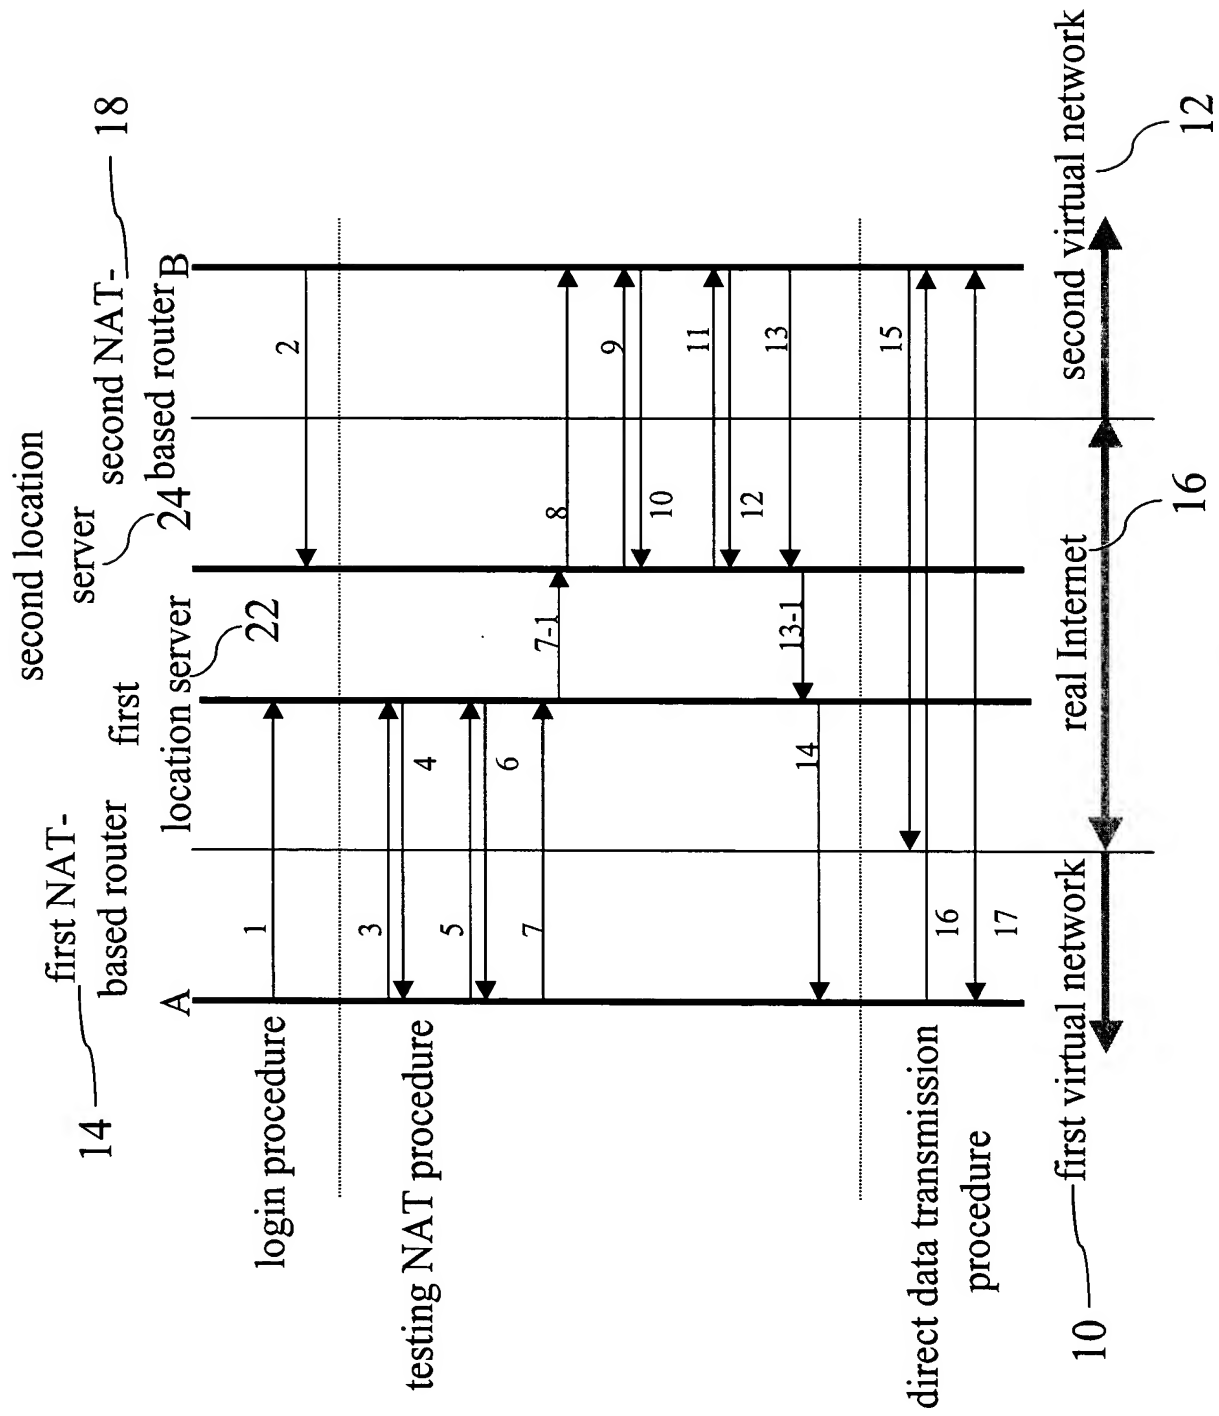 second location
server
24
first NAT-
based router
14
first
location server
22
second NAT-
based router
18
A
B
login procedure
1
2
testing NAT procedure
3
4
5
6
7
7-1
8
9
10
11
12
13
13-1
14
direct data transmission
procedure
15
16
17
first virtual network
10
real Internet
16
second virtual network
12